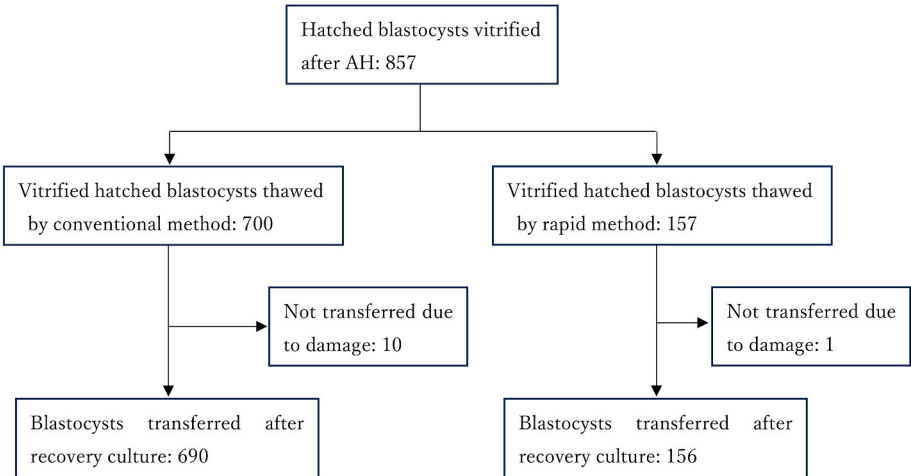 Hatched blastocysts vitrified
after AH: 857
Vitrified hatched blastocysts thawed
by conventional method: 700
Vitrified hatched blastocysts thawed
by rapid method: 157
Not transferred due
to damage: 10
Not transferred due
to damage: 1
Blastocysts transferred after
recovery culture: 690
Blastocysts transferred after
recovery culture: 156